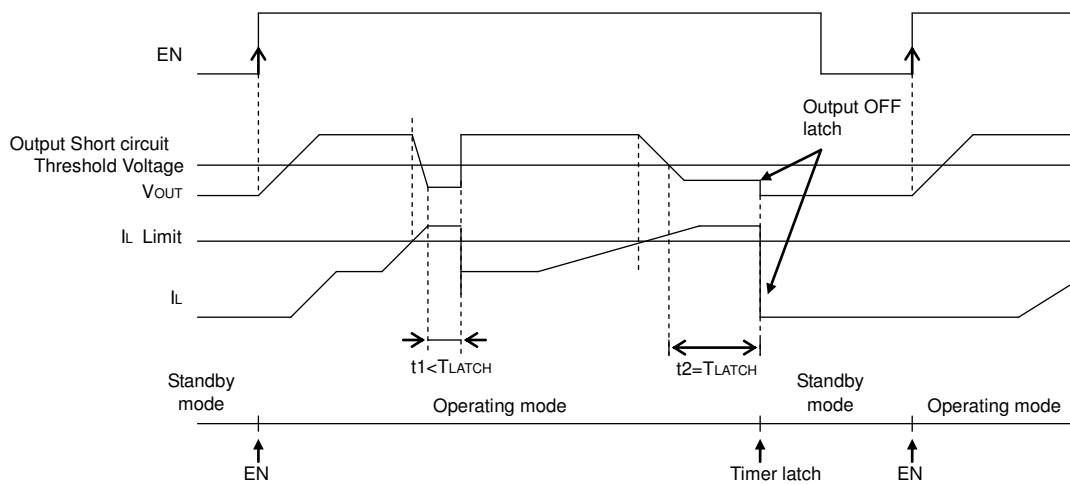 EN
Output OFF
latch
Output Short circuit
Threshold Voltage
VOUT
IL Limit
IL
t1<TLATCH
t2=TLATCH
Standby
mode
Operating mode
Standby
mode
Operating mode
EN
Timer latch
EN